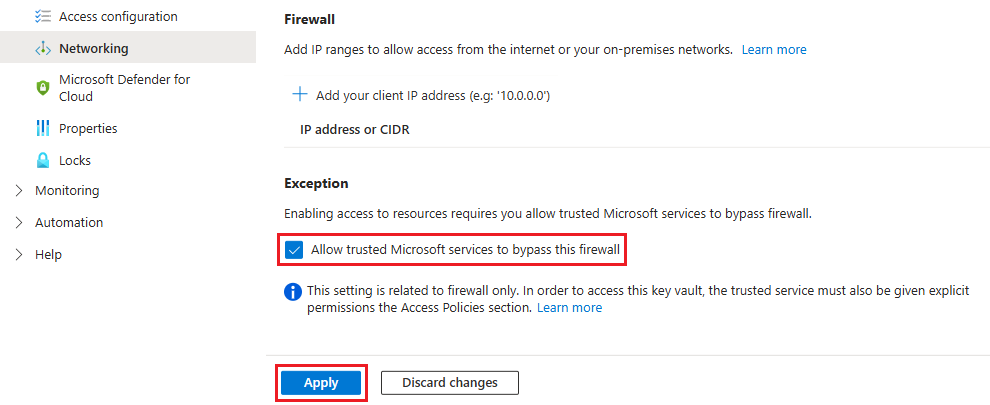 Access configuration
Networking
Microsoft Defender for
Cloud
Properties
Locks
Monitoring
Automation
Help
Firewall
Add IP ranges to allow access from the internet or your on-premises networks. Learn more
Add your client IP address (e.g: '10.0.0.0')
IP address or CIDR
Exception
Enabling access to resources requires you allow trusted Microsoft services to bypass firewall.
Allow trusted Microsoft services to bypass this firewall
This setting is related to firewall only. In order to access this key vault, the trusted service must also be given explicit
permissions the Access Policies section. Learn more
Apply
Discard changes